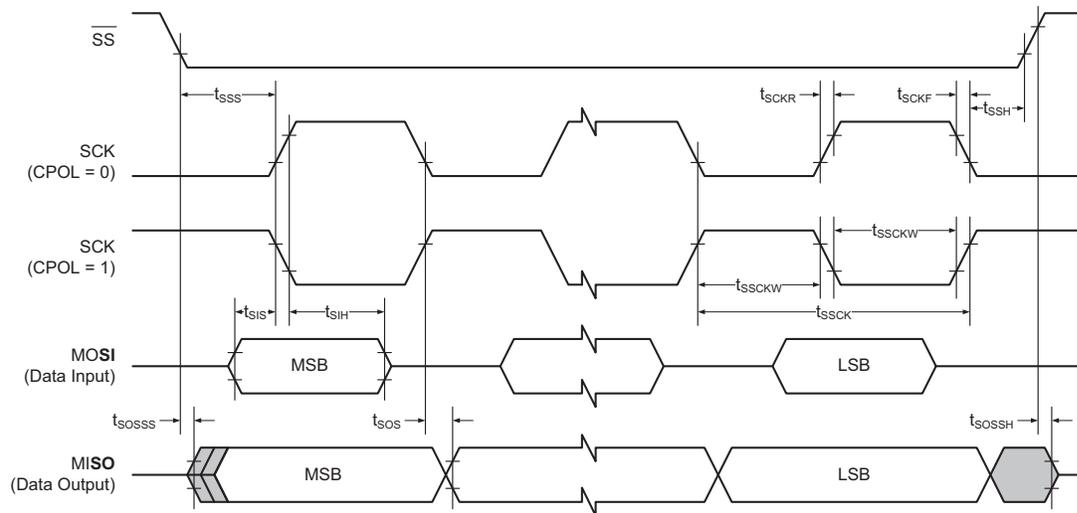 SS
tSSS
tSCKR
tSCKF
tSSH
SCK
(CPOL = 0)
SCK
(CPOL = 1)
tSSCKW
tSSCKW
tSSCK
tSIS
tSIH
MOSI
(Data Input)
MSB
LSB
tSOSSS
tSOS
tSOSSH
MISO
(Data Output)
MSB
LSB